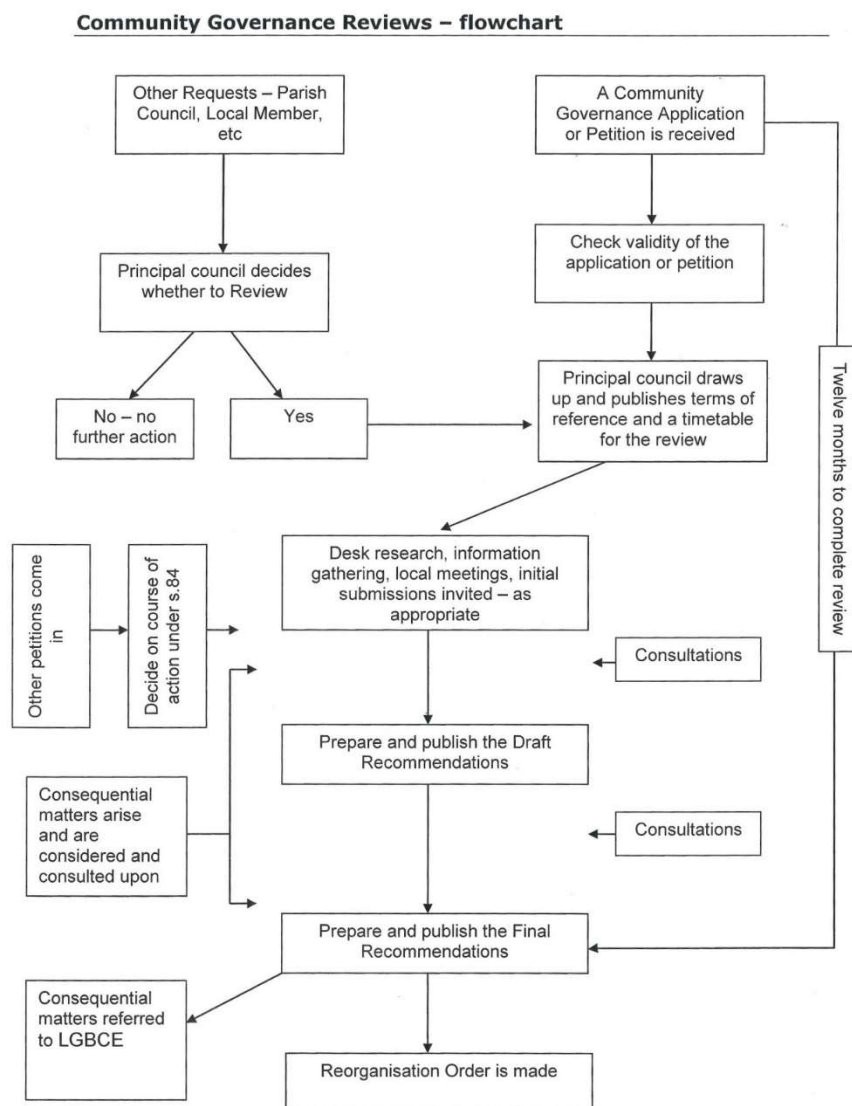 Community Governance Reviews – flowchart
Other Requests – Parish
Council, Local Member,
etc
A Community
Governance Application
or Petition is received
Principal council decides
whether to Review
Check validity of the
application or petition
No – no
further action
Yes
Principal council draws
up and publishes terms of
reference and a timetable
for the review
Twelve months to complete review
Desk research, information
gathering, local meetings, initial
submissions invited – as
appropriate
Other petitions come
in
Decide on course of
action under s.84
Consultations
Prepare and publish the Draft
Recommendations
Consequential
matters arise
and are
considered and
consulted upon
Consultations
Prepare and publish the Final
Recommendations
Consequential
matters referred
to LGBCE
Reorganisation Order is made